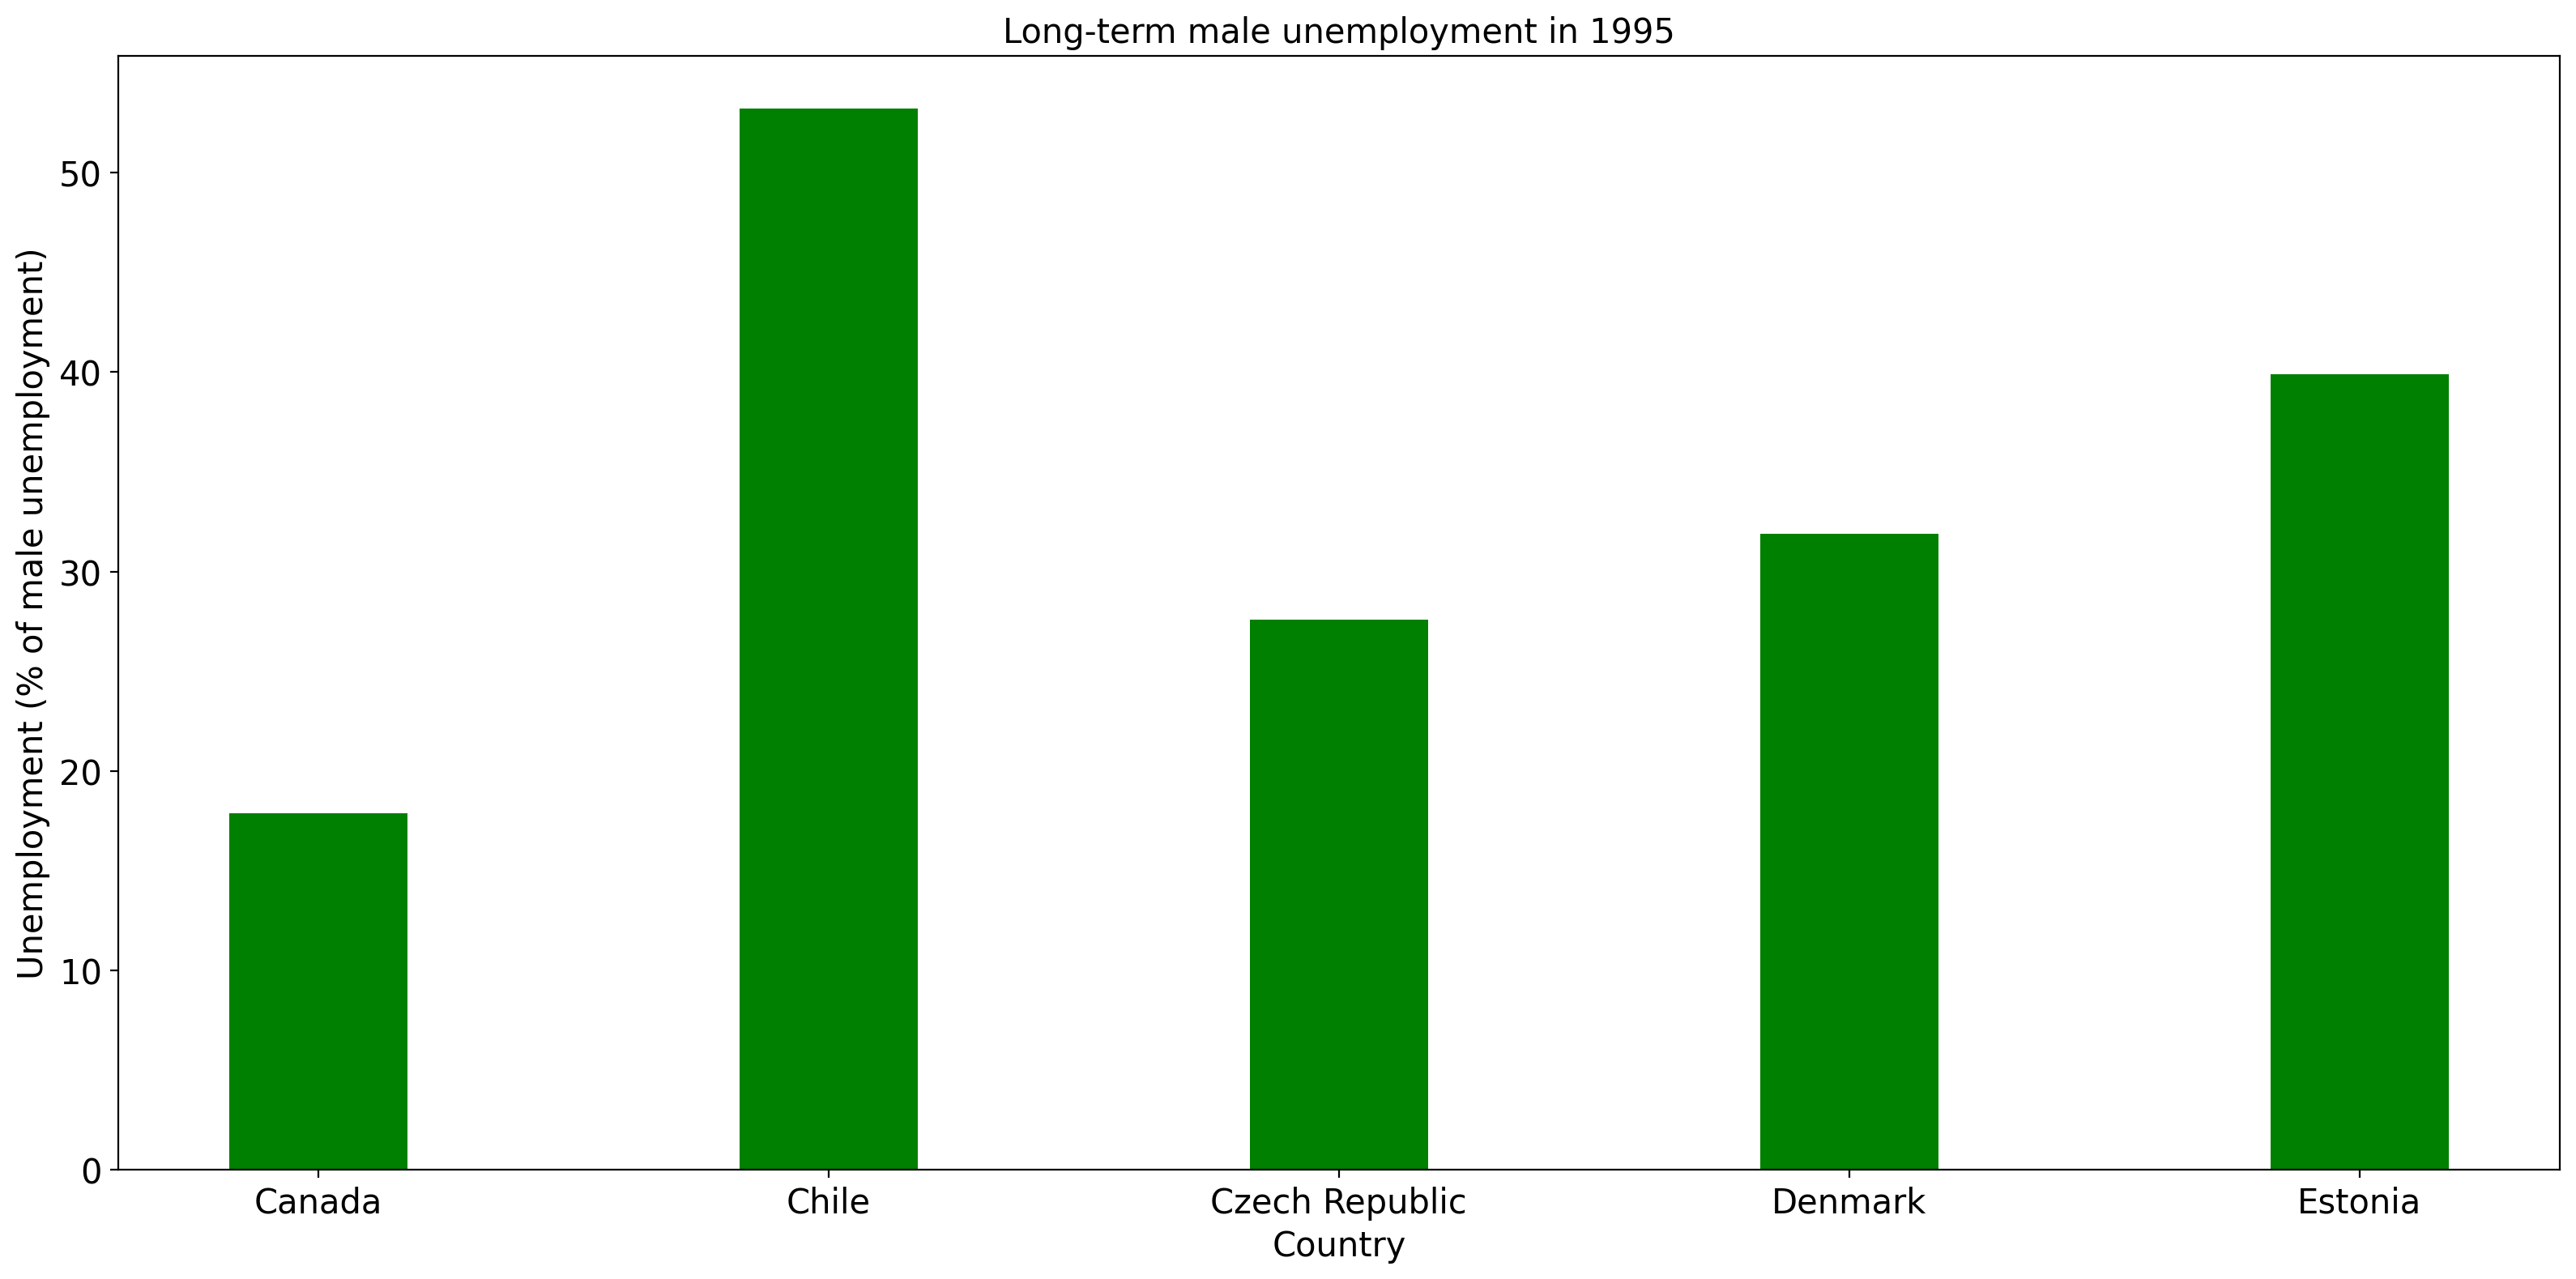 Long-term male unemployment in 1995
Unemployment (% of male unemployment)
50
40
30
20
10
0
Canada Chile Czech Republic Denmark Estonia
Country